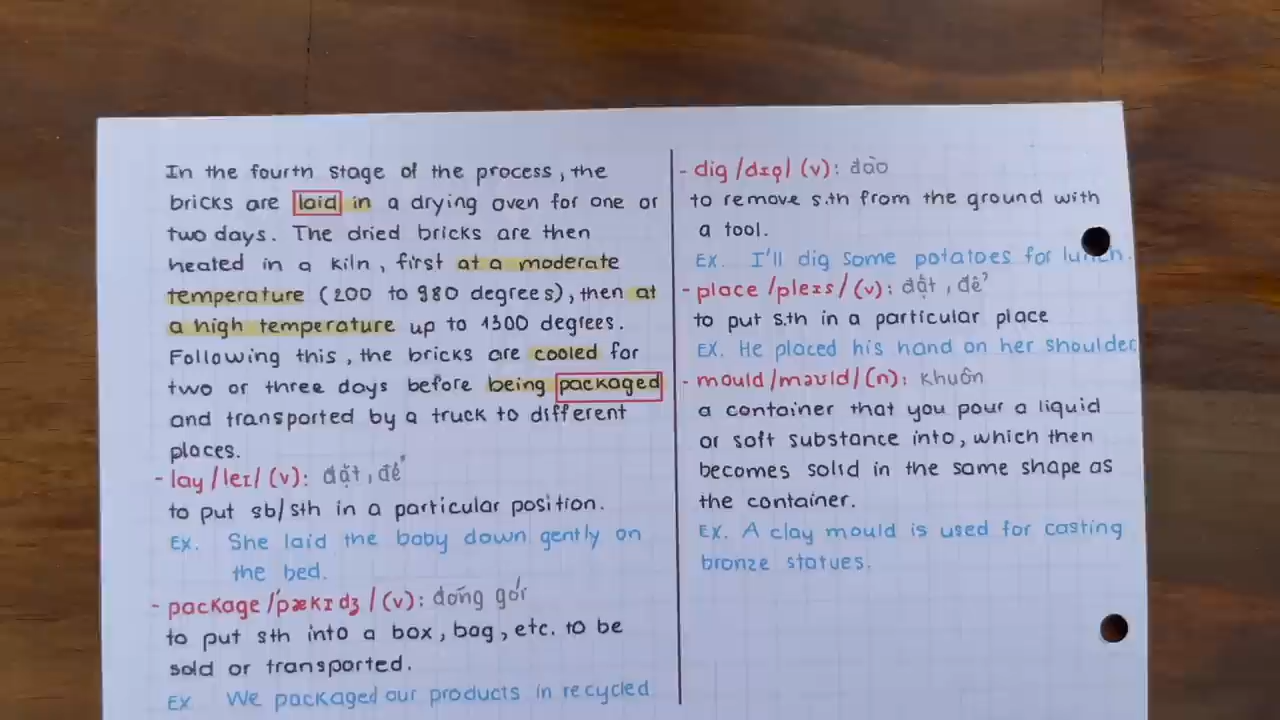 In the fourth stage of the process, the
bricks are laid in a drying oven for one or
two days. The dried bricks are then
heated in a kiln, first at a moderate
temperature (200 to 980 degrees), then at
a high temperature up to 1300 degrees.
Following this, the bricks are cooled for
two or three days before being packaged
and transported by a truck to different
places.
- lay /leɪ/ (v): đặt, để
to put sb/sth in a particular position.
EX. She laid the baby down gently on
the bed.
- package /'pækɪdʒ/ (v): đóng gói
to put sth into a box, bag, etc. to be
sold or transported.
EX We packaged our products in recycled
- dig /dɪg/ (v): đào
to remove s.th from the ground with
a tool.
EX. I'll dig some potatoes for lunch.
- place /pleɪs/ (v): đặt, để
to put s.th in a particular place
EX. He placed his hand on her shoulder
- mould /məʊld/ (n): khuôn
a container that you pour a liquid
or soft substance into, which then
becomes solid in the same shape as
the container.
EX. A clay mould is used for casting
bronze statues.